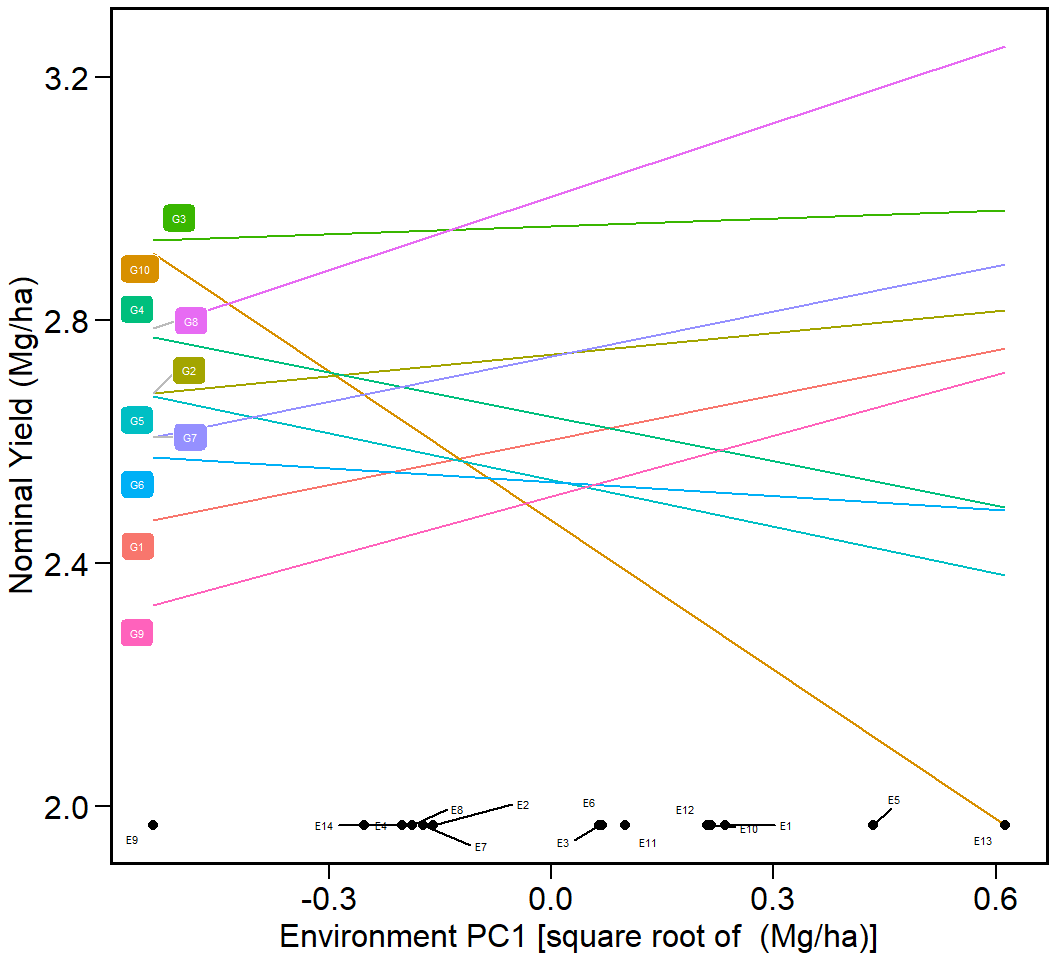 3.2
2.8
2.4
2.0
Nominal Yield (Mg/ha)
G3
G10
G4
G8
G2
G5
G7
G6
G1
G9
E9
E14
E4
E8
E2
E7
E6
E3
E11
E12
E10
E1
E5
E13
-0.3
0.0
0.3
0.6
Environment PC1 [square root of  (Mg/ha)]